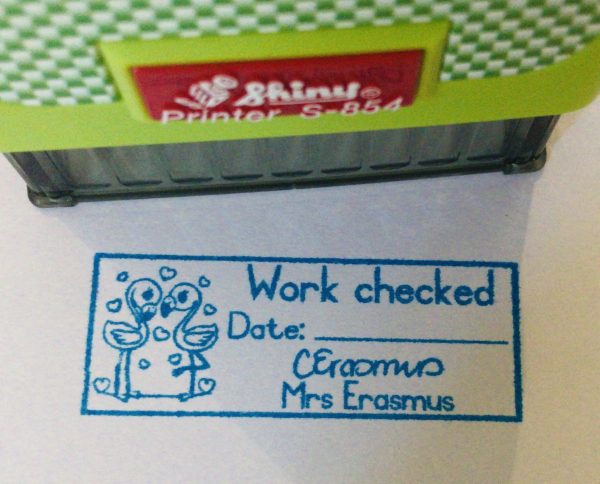 Shiny
Printer S-854
Work checked
Date:
CErasmus
Mrs Erasmus